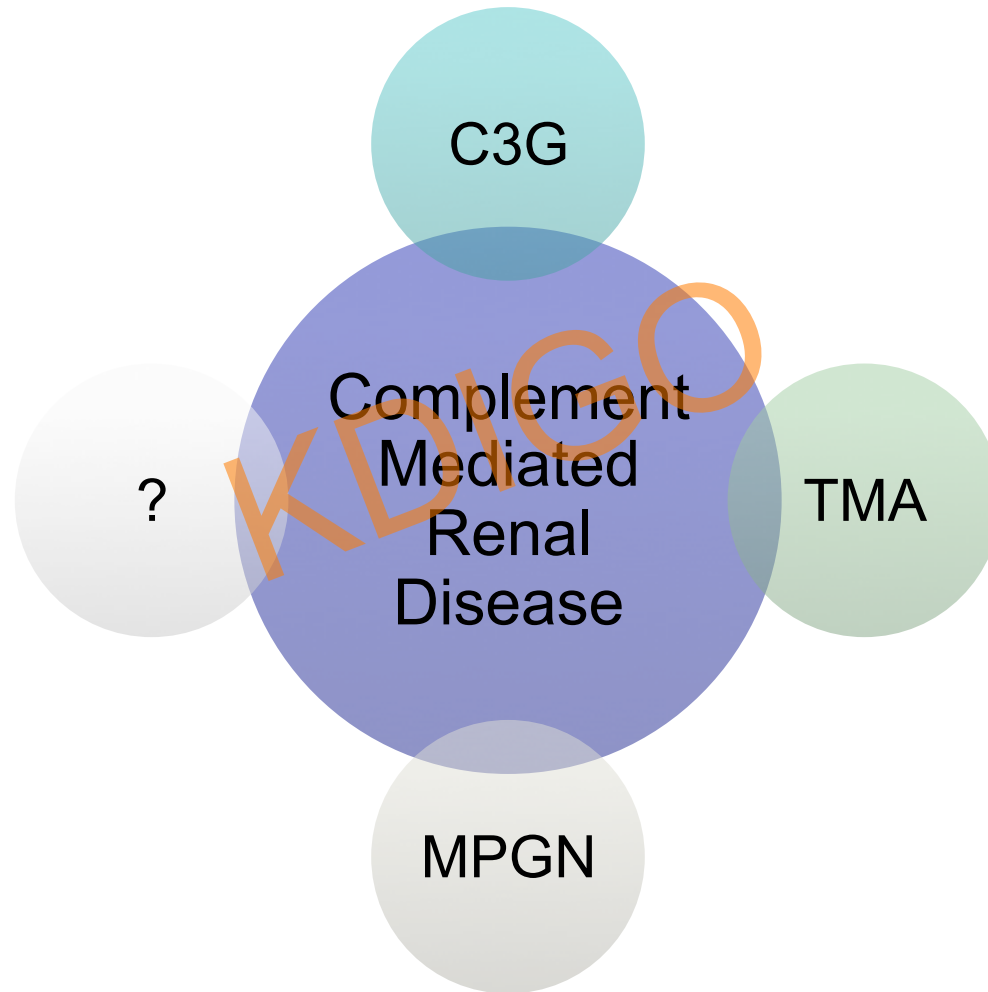 C3G
Complement
Mediated
Renal
Disease
?
TMA
MPGN
KDIGO